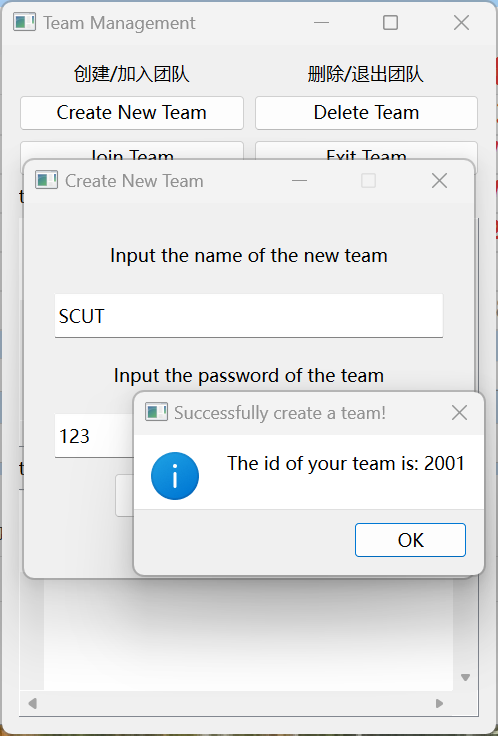 Team Management
创建/加入团队
删除/退出团队
Create New Team
Delete Team
Join Team
Exit Team
Create New Team
Input the name of the new team
SCUT
Input the password of the team
123
Successfully create a team!
The id of your team is: 2001
OK